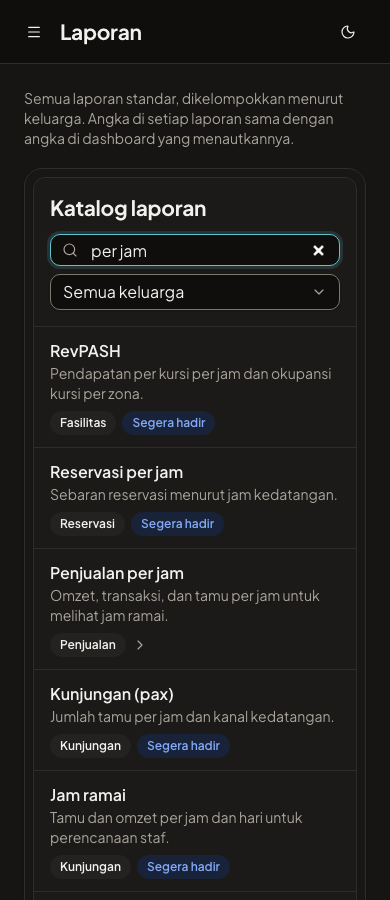 Laporan
Semua laporan standar, dikelompokkan menurut
keluarga. Angka di setiap laporan sama dengan
angka di dashboard yang menautkannya.
Katalog laporan
per jam
Semua keluarga
RevPASH
Pendapatan per kursi per jam dan okupansi
kursi per zona.
Fasilitas Segera hadir
Reservasi per jam
Sebaran reservasi menurut jam kedatangan.
Reservasi Segera hadir
Penjualan per jam
Omzet, transaksi, dan tamu per jam untuk
melihat jam ramai.
Penjualan
Kunjungan (pax)
Jumlah tamu per jam dan kanal kedatangan.
Kunjungan Segera hadir
Jam ramai
Tamu dan omzet per jam dan hari untuk
perencanaan staf.
Kunjungan Segera hadir